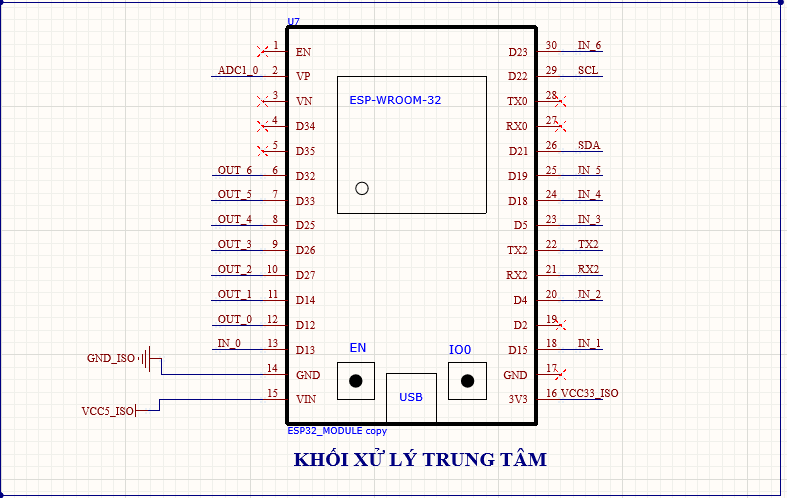 U7
1 EN D23 30 IN_6
ADC1_0 2 VP D22 29 SCL
3 VN ESP-WROOM-32 TX0 28
4 D34 RX0 27
5 D35 D21 26 SDA
OUT_6 6 D32 D19 25 IN_5
OUT_5 7 D33 D18 24 IN_4
OUT_4 8 D25 D5 23 IN_3
OUT_3 9 D26 TX2 22 TX2
OUT_2 10 D27 RX2 21 RX2
OUT_1 11 D14 D4 20 IN_2
OUT_0 12 D12 D2 19
IN_0 13 D13 EN IO0 D15 18 IN_1
GND_ISO 14 GND GND 17
VCC5_ISO 15 VIN USB 3V3 16 VCC33_ISO
ESP32_MODULE copy
KHỐI XỬ LÝ TRUNG TÂM